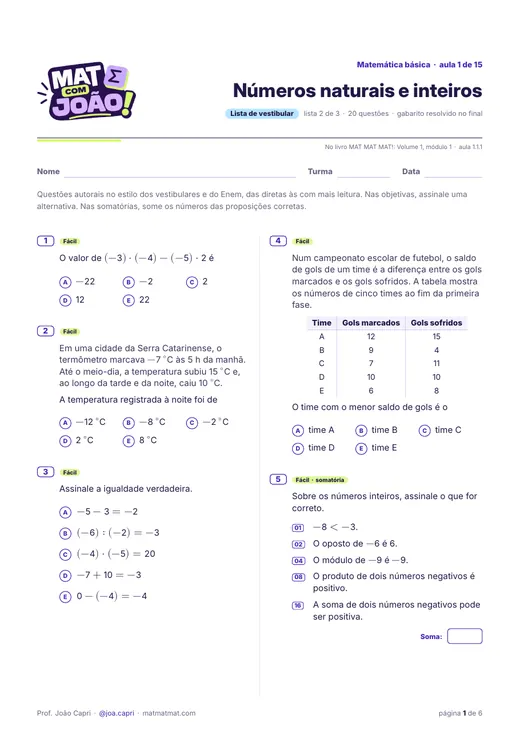 MAT
COM
JOÃO!
Σ
Matemática básica · aula 1 de 15
Números naturais e inteiros
Lista de vestibular lista 2 de 3 · 20 questões · gabarito resolvido no final
No livro MAT MAT MAT!: Volume 1, módulo 1 · aula 1.1.1
Nome Turma Data
Questões autorais no estilo dos vestibulares e do Enem, das diretas às com mais leitura. Nas objetivas, assinale uma
alternativa. Nas somatórias, some os números das proposições corretas.
1 Fácil
O valor de (−3) · (−4) − (−5) · 2 é
A −22 B −2 C 2
D 12 E 22
2 Fácil
Em uma cidade da Serra Catarinense, o
termômetro marcava −7 °C às 5 h da manhã.
Até o meio-dia, a temperatura subiu 15 °C e,
ao longo da tarde e da noite, caiu 10 °C.
A temperatura registrada à noite foi de
A −12 °C B −8 °C C −2 °C
D 2 °C E 8 °C
3 Fácil
Assinale a igualdade verdadeira.
A −5 − 3 = −2
B (−6) : (−2) = −3
C (−4) · (−5) = 20
D −7 + 10 = −3
E 0 − (−4) = −4
4 Fácil
Num campeonato escolar de futebol, o saldo
de gols de um time é a diferença entre os gols
marcados e os gols sofridos. A tabela mostra
os números de cinco times ao fim da primeira
fase.
Time Gols marcados Gols sofridos
A 12 15
B 9 4
C 7 11
D 10 10
E 6 8
O time com o menor saldo de gols é o
A time A B time B C time C
D time D E time E
5 Fácil · somatória
Sobre os números inteiros, assinale o que for
correto.
01 −8 < −3.
02 O oposto de −6 é 6.
04 O módulo de −9 é −9.
08 O produto de dois números negativos é
positivo.
16 A soma de dois números negativos pode
ser positiva.
Soma:
Prof. João Capri · @joa.capri · matmatmat.com
página 1 de 6